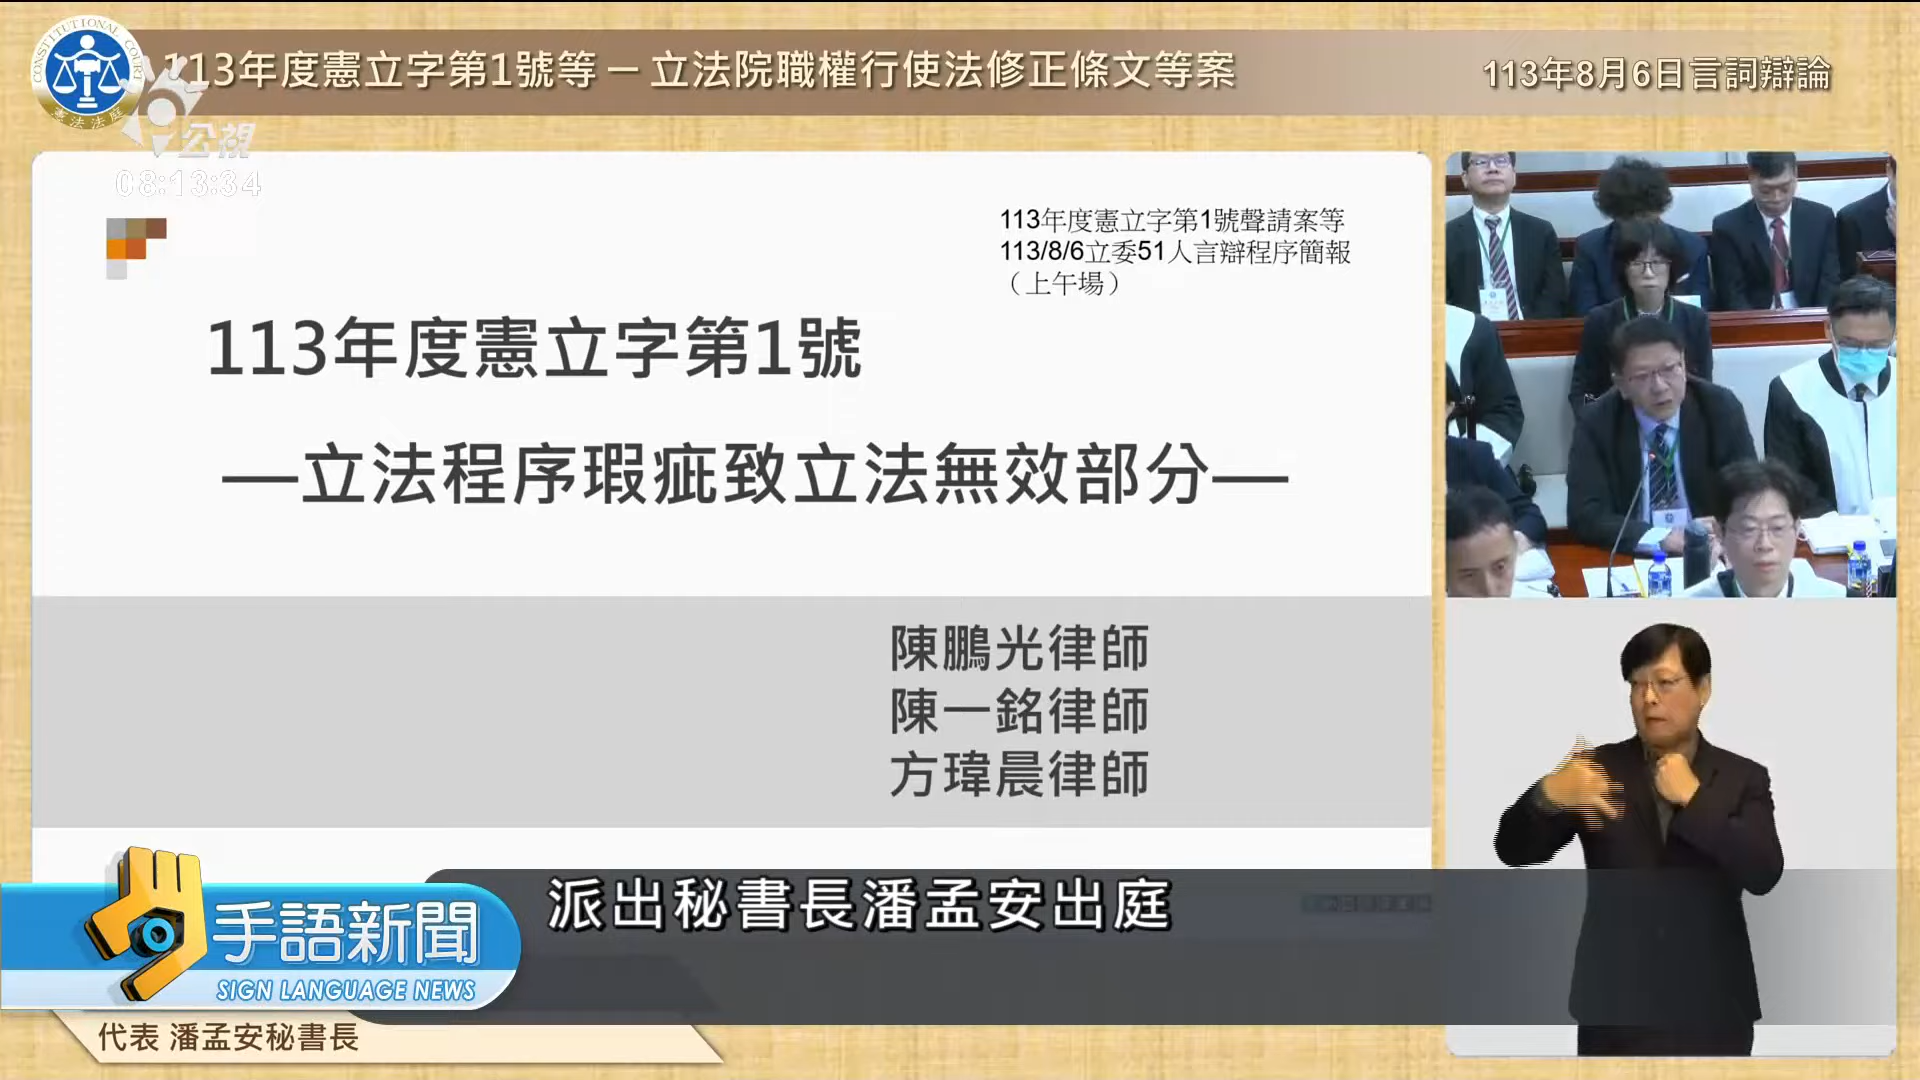 CONSTITUTIONAL COURT
憲法法庭
113年度憲立字第1號等 － 立法院職權行使法修正條文等案
113年8月6日言詞辯論
公視
08:13:34
113年度憲立字第1號聲請案等
113/8/6立委51人言辯程序簡報
（上午場）
113年度憲立字第1號
—立法程序瑕疵致立法無效部分—
陳鵬光律師
陳一銘律師
方瑋晨律師
派出秘書長潘孟安出庭
手語新聞
SIGN LANGUAGE NEWS
代表 潘孟安秘書長